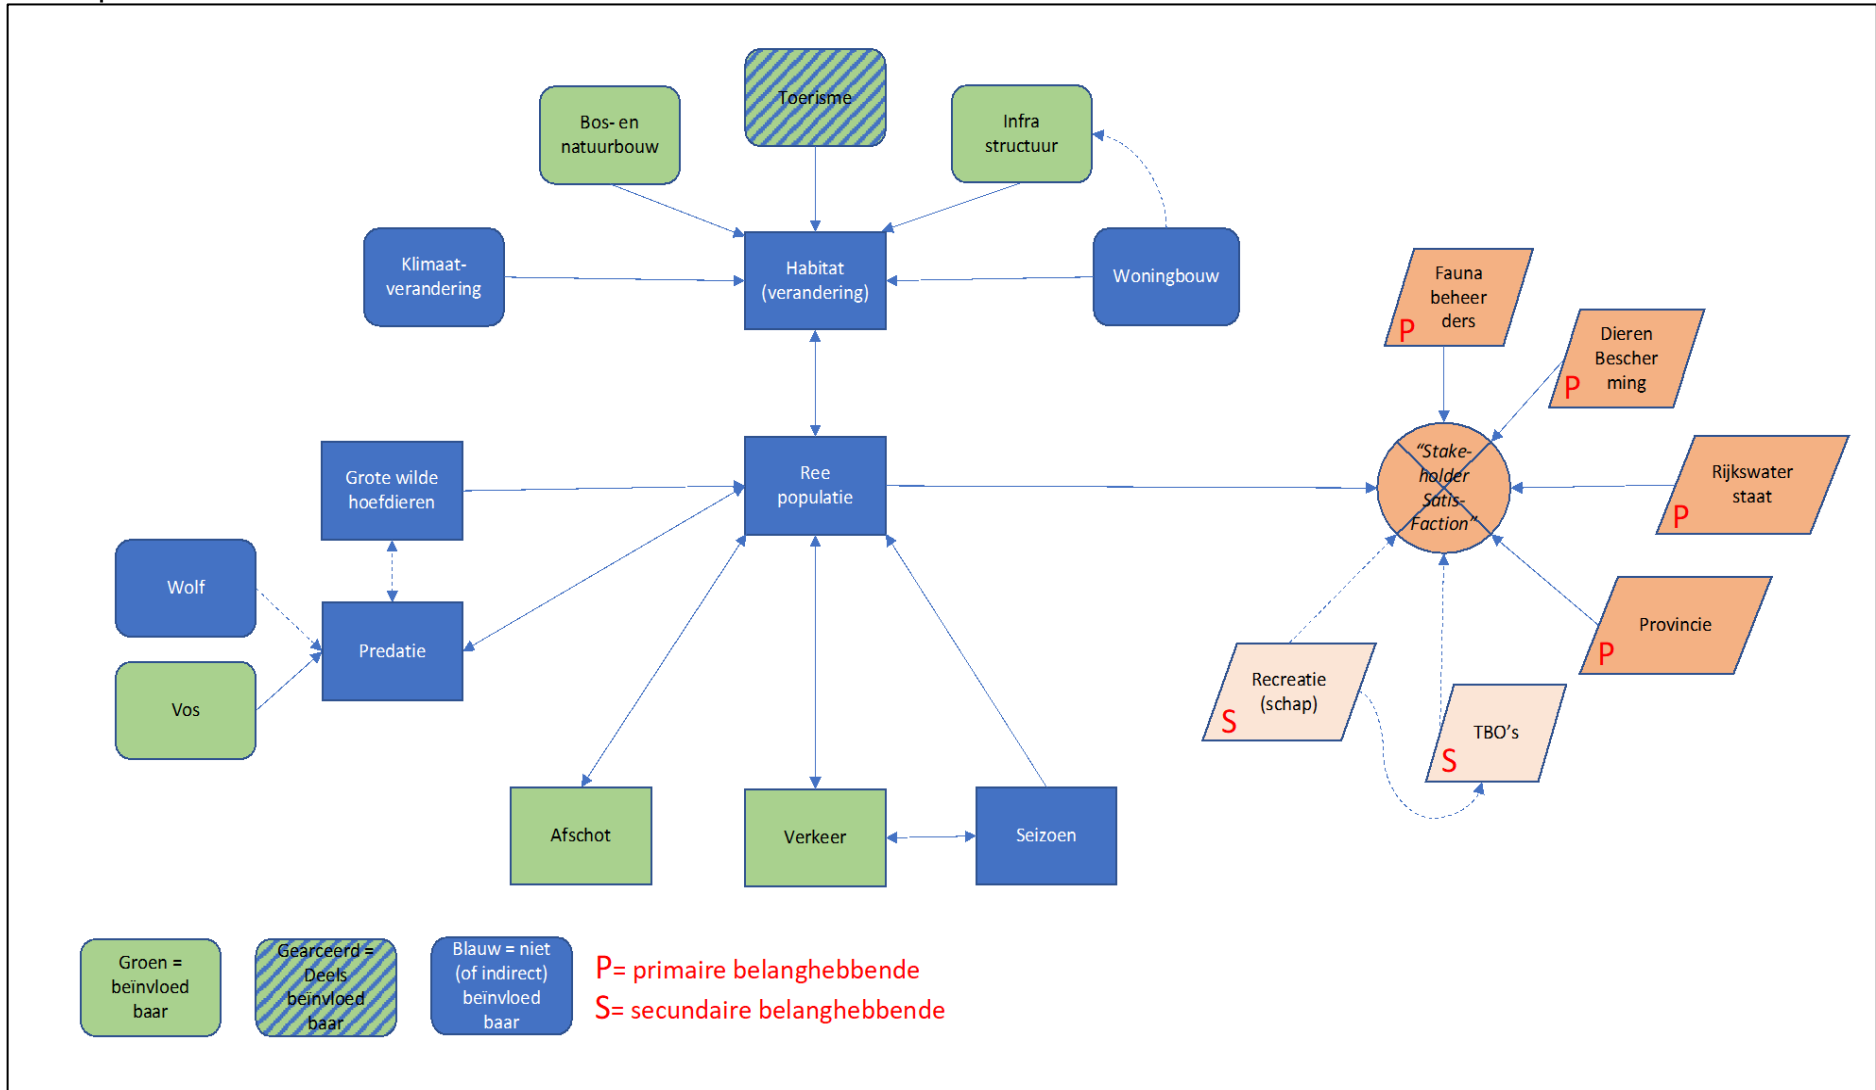 Toerisme
Bos- en
natuurbouw
Infra
structuur
Klimaat-
verandering
Habitat
(verandering)
Woningbouw
Fauna
beheer
ders
P
Dieren
Bescher
ming
P
Grote wilde
hoefdieren
Ree
populatie
“Stake-
holder
Satis-
Faction”
Rijkswater
staat
P
Wolf
Predatie
Vos
Provincie
P
Recreatie
(schap)
S
TBO’s
S
Afschot
Verkeer
Seizoen
Groen =
beïnvloed
baar
Gearceerd =
Deels
beïnvloed
baar
Blauw = niet
(of indirect)
beïnvloed
baar
P= primaire belanghebbende
S= secundaire belanghebbende